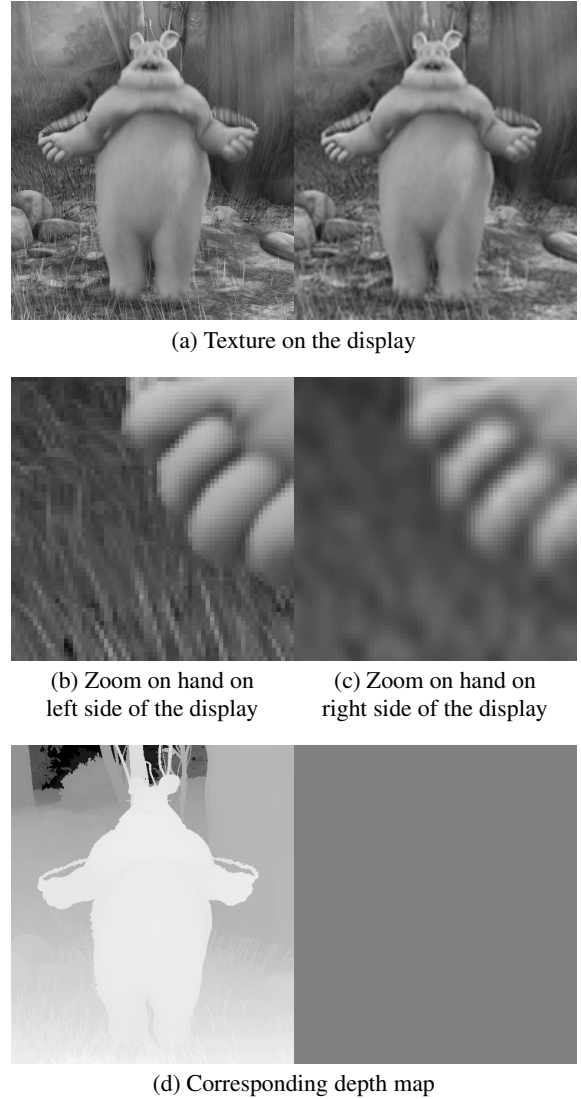 (a) Texture on the display
(b) Zoom on hand on
left side of the display
(c) Zoom on hand on
right side of the display
(d) Corresponding depth map